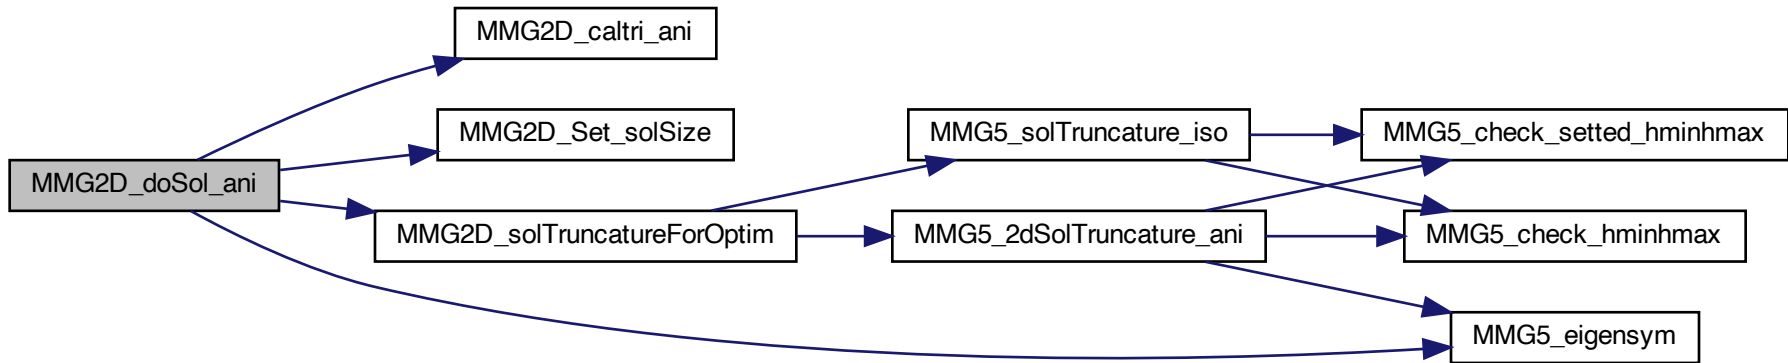 MMG2D_caltri_ani
MMG2D_Set_solSize
MMG5_solTruncature_iso
MMG5_check_setted_hminhmax
MMG2D_doSol_ani
MMG2D_solTruncatureForOptim
MMG5_2dSolTruncature_ani
MMG5_check_hminhmax
MMG5_eigensym